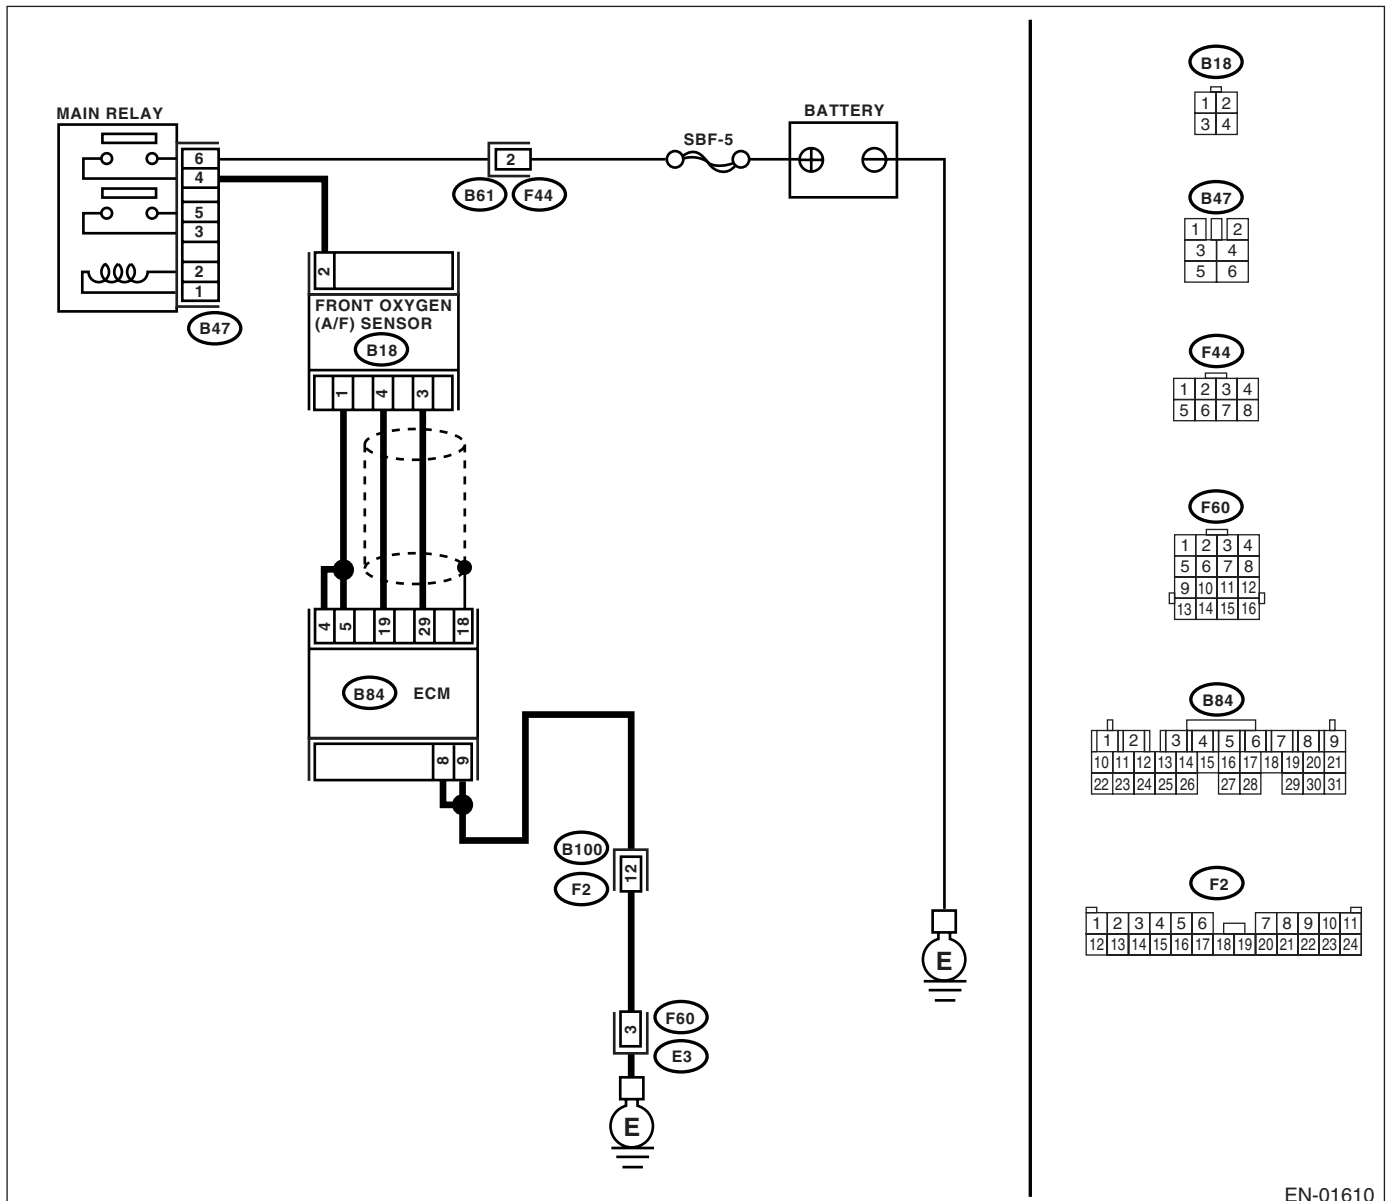 MAIN RELAY
6
4
5
3
2
1
B47
2
B61 F44
SBF-5
BATTERY
2
FRONT OXYGEN
(A/F) SENSOR
B18
1 4 3
4 5 19 29 18
B84 ECM
8 9
B100
12
F2
F60
3
E3
E
E
B18
1 2
3 4
B47
1 2
3 4
5 6
F44
1 2 3 4
5 6 7 8
F60
1 2 3 4
5 6 7 8
9 10 11 12
13 14 15 16
B84
1 2 3 4 5 6 7 8 9
10 11 12 13 14 15 16 17 18 19 20 21
22 23 24 25 26 27 28 29 30 31
F2
1 2 3 4 5 6 7 8 9 10 11
12 13 14 15 16 17 18 19 20 21 22 23 24
EN-01610